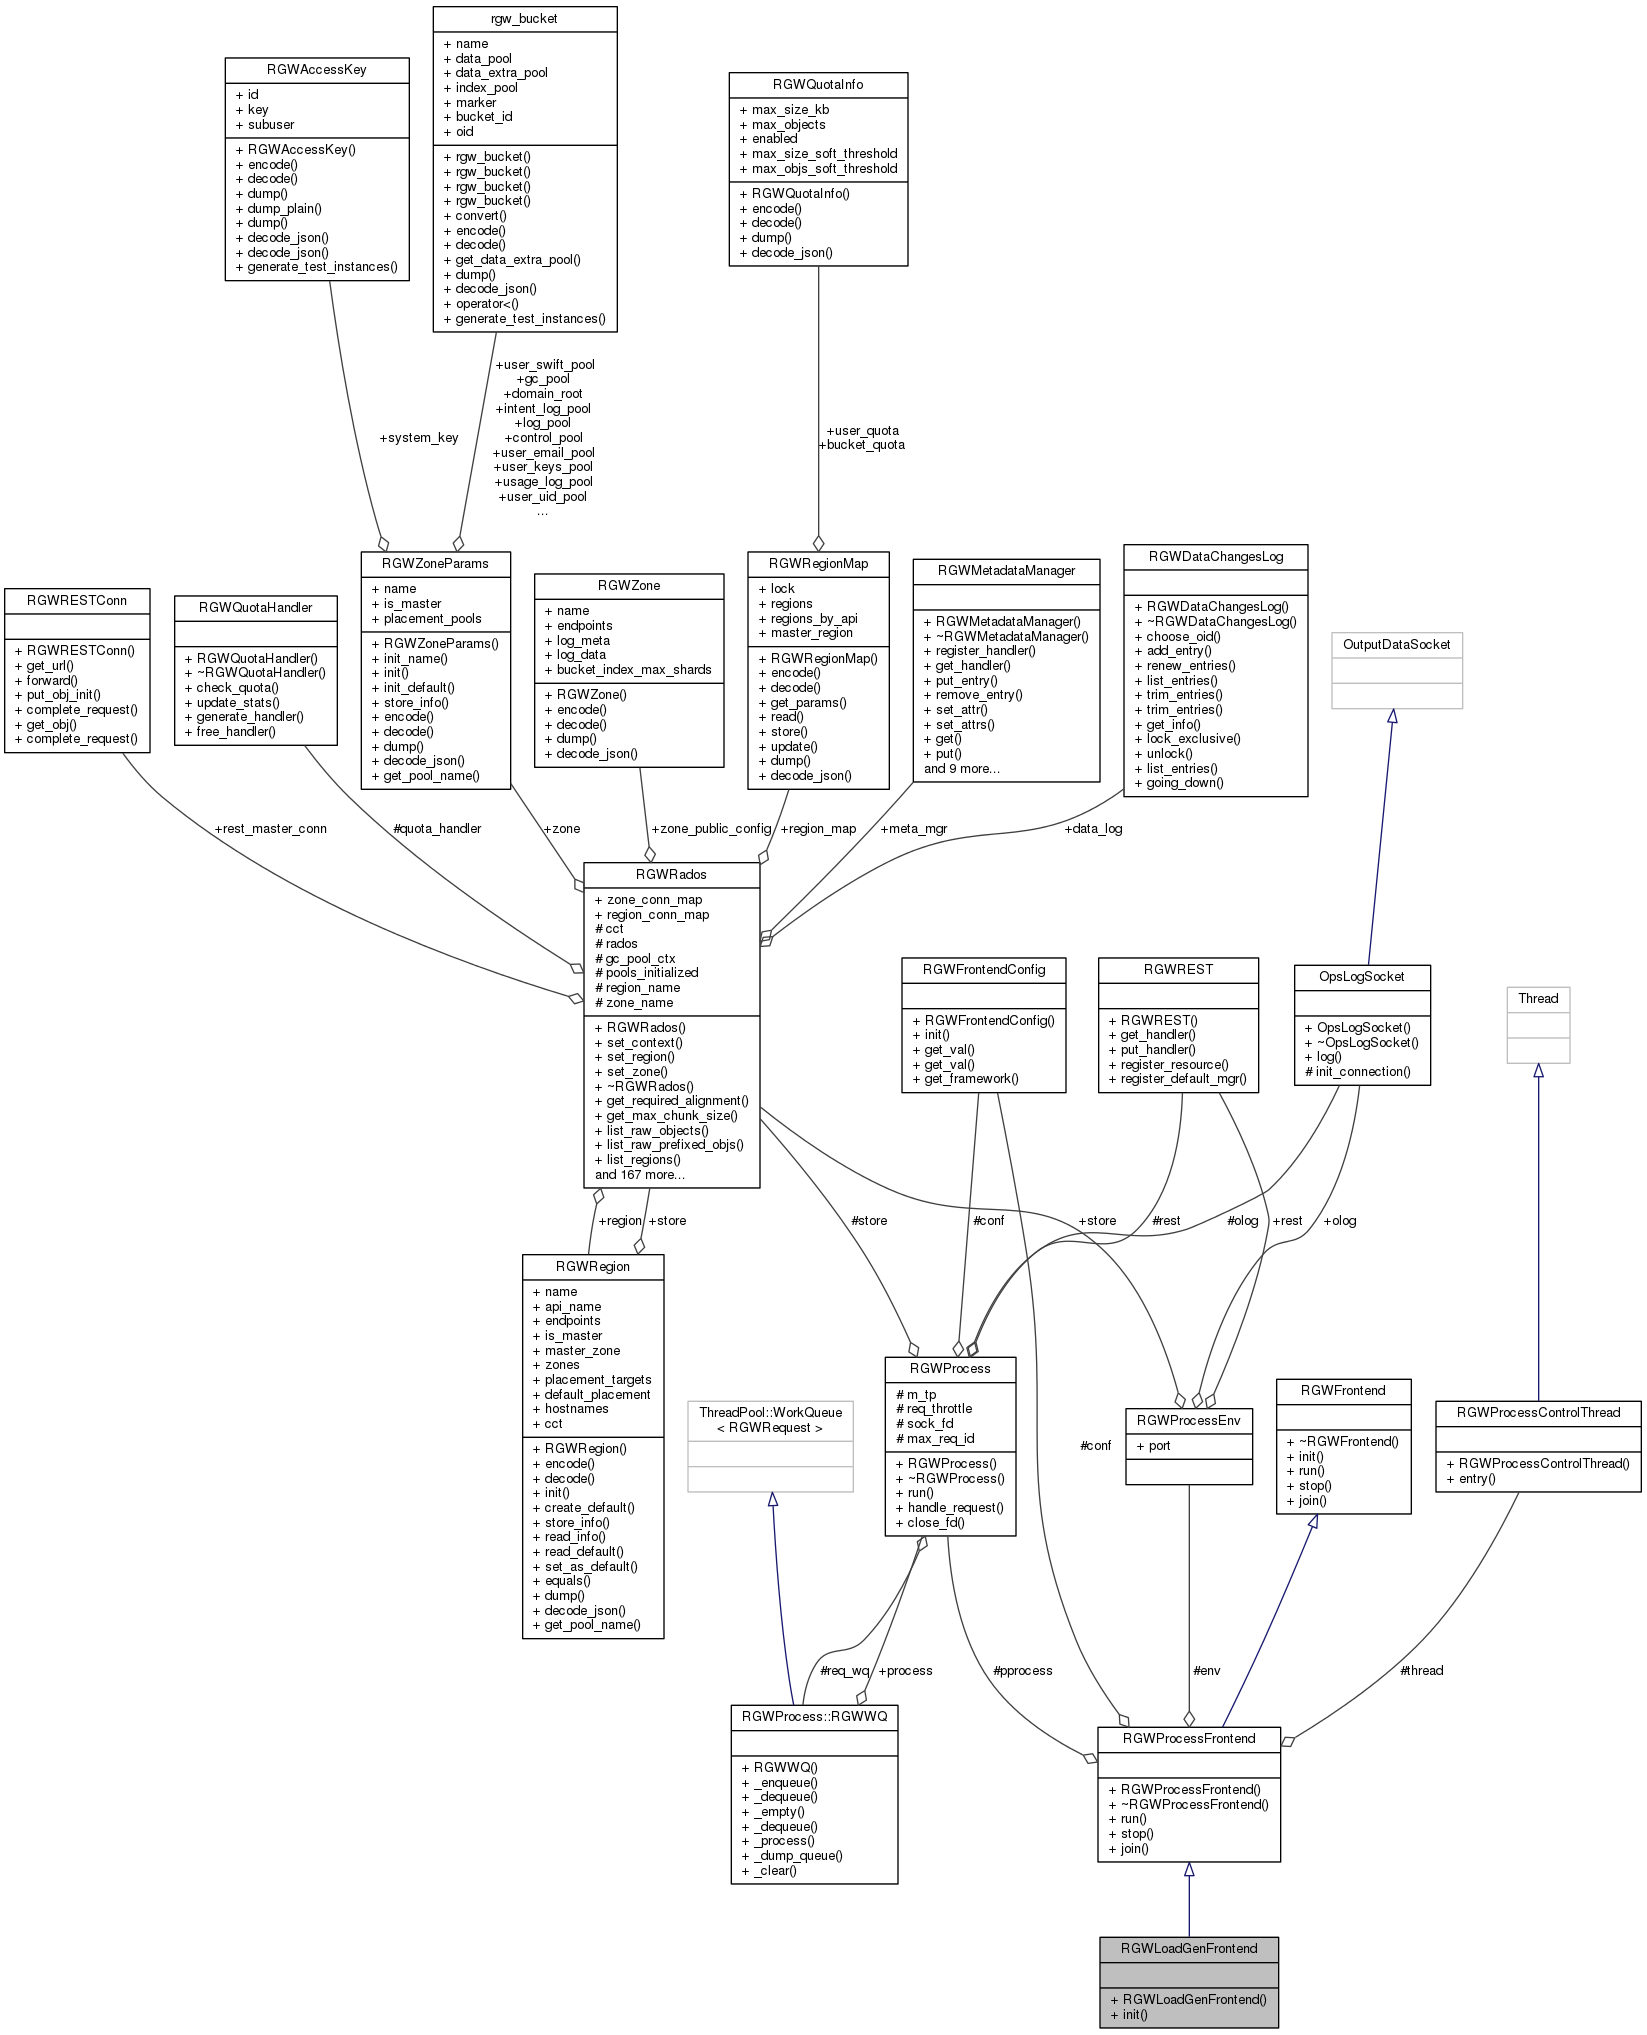 rgw_bucket
+ name
+ data_pool
+ data_extra_pool
+ index_pool
+ marker
+ bucket_id
+ oid
+ rgw_bucket()
+ rgw_bucket()
+ rgw_bucket()
+ rgw_bucket()
+ convert()
+ encode()
+ decode()
+ get_data_extra_pool()
+ dump()
+ decode_json()
+ operator<()
+ generate_test_instances()
RGWAccessKey
+ id
+ key
+ subuser
+ RGWAccessKey()
+ encode()
+ decode()
+ dump()
+ dump_plain()
+ dump()
+ decode_json()
+ decode_json()
+ generate_test_instances()
RGWQuotaInfo
+ max_size_kb
+ max_objects
+ enabled
+ max_size_soft_threshold
+ max_objs_soft_threshold
+ RGWQuotaInfo()
+ encode()
+ decode()
+ dump()
+ decode_json()
+system_key
+user_swift_pool
+gc_pool
+domain_root
+intent_log_pool
+log_pool
+control_pool
+user_email_pool
+user_keys_pool
+usage_log_pool
+user_uid_pool
...
+user_quota
+bucket_quota
RGWRESTConn
+ RGWRESTConn()
+ get_url()
+ forward()
+ put_obj_init()
+ complete_request()
+ get_obj()
+ complete_request()
RGWQuotaHandler
+ RGWQuotaHandler()
+ ~RGWQuotaHandler()
+ check_quota()
+ update_stats()
+ generate_handler()
+ free_handler()
RGWZoneParams
+ name
+ is_master
+ placement_pools
+ RGWZoneParams()
+ init_name()
+ init()
+ init_default()
+ store_info()
+ encode()
+ decode()
+ dump()
+ decode_json()
+ get_pool_name()
RGWZone
+ name
+ endpoints
+ log_meta
+ log_data
+ bucket_index_max_shards
+ RGWZone()
+ encode()
+ decode()
+ dump()
+ decode_json()
RGWRegionMap
+ lock
+ regions
+ regions_by_api
+ master_region
+ RGWRegionMap()
+ encode()
+ decode()
+ get_params()
+ read()
+ store()
+ update()
+ dump()
+ decode_json()
RGWMetadataManager
+ RGWMetadataManager()
+ ~RGWMetadataManager()
+ register_handler()
+ get_handler()
+ put_entry()
+ remove_entry()
+ set_attr()
+ set_attrs()
+ get()
+ put()
and 9 more...
RGWDataChangesLog
+ RGWDataChangesLog()
+ ~RGWDataChangesLog()
+ choose_oid()
+ add_entry()
+ renew_entries()
+ list_entries()
+ trim_entries()
+ trim_entries()
+ get_info()
+ lock_exclusive()
+ unlock()
+ list_entries()
+ going_down()
OutputDataSocket
+rest_master_conn
#quota_handler
+zone
+zone_public_config
+region_map
+meta_mgr
+data_log
RGWRados
+ zone_conn_map
+ region_conn_map
# cct
# rados
# gc_pool_ctx
# pools_initialized
# region_name
# zone_name
+ RGWRados()
+ set_context()
+ set_region()
+ set_zone()
+ ~RGWRados()
+ get_required_alignment()
+ get_max_chunk_size()
+ list_raw_objects()
+ list_raw_prefixed_objs()
+ list_regions()
and 167 more...
RGWFrontendConfig
+ RGWFrontendConfig()
+ init()
+ get_val()
+ get_val()
+ get_framework()
RGWREST
+ RGWREST()
+ get_handler()
+ put_handler()
+ register_resource()
+ register_default_mgr()
OpsLogSocket
+ OpsLogSocket()
+ ~OpsLogSocket()
+ log()
# init_connection()
Thread
+region
+store
#store
#conf
+store
#rest
#olog
+rest
+olog
RGWRegion
+ name
+ api_name
+ endpoints
+ is_master
+ master_zone
+ zones
+ placement_targets
+ default_placement
+ hostnames
+ cct
+ RGWRegion()
+ encode()
+ decode()
+ init()
+ create_default()
+ store_info()
+ read_info()
+ read_default()
+ set_as_default()
+ equals()
+ dump()
+ decode_json()
+ get_pool_name()
ThreadPool::WorkQueue
< RGWRequest >
RGWProcess
# m_tp
# req_throttle
# sock_fd
# max_req_id
+ RGWProcess()
+ ~RGWProcess()
+ run()
+ handle_request()
+ close_fd()
#conf
RGWProcessEnv
+ port
RGWFrontend
+ ~RGWFrontend()
+ init()
+ run()
+ stop()
+ join()
RGWProcessControlThread
+ RGWProcessControlThread()
+ entry()
#req_wq
+process
#pprocess
#env
#thread
RGWProcess::RGWWQ
+ RGWWQ()
+ _enqueue()
+ _dequeue()
+ _empty()
+ _dequeue()
+ _process()
+ _dump_queue()
+ _clear()
RGWProcessFrontend
+ RGWProcessFrontend()
+ ~RGWProcessFrontend()
+ run()
+ stop()
+ join()
RGWLoadGenFrontend
+ RGWLoadGenFrontend()
+ init()